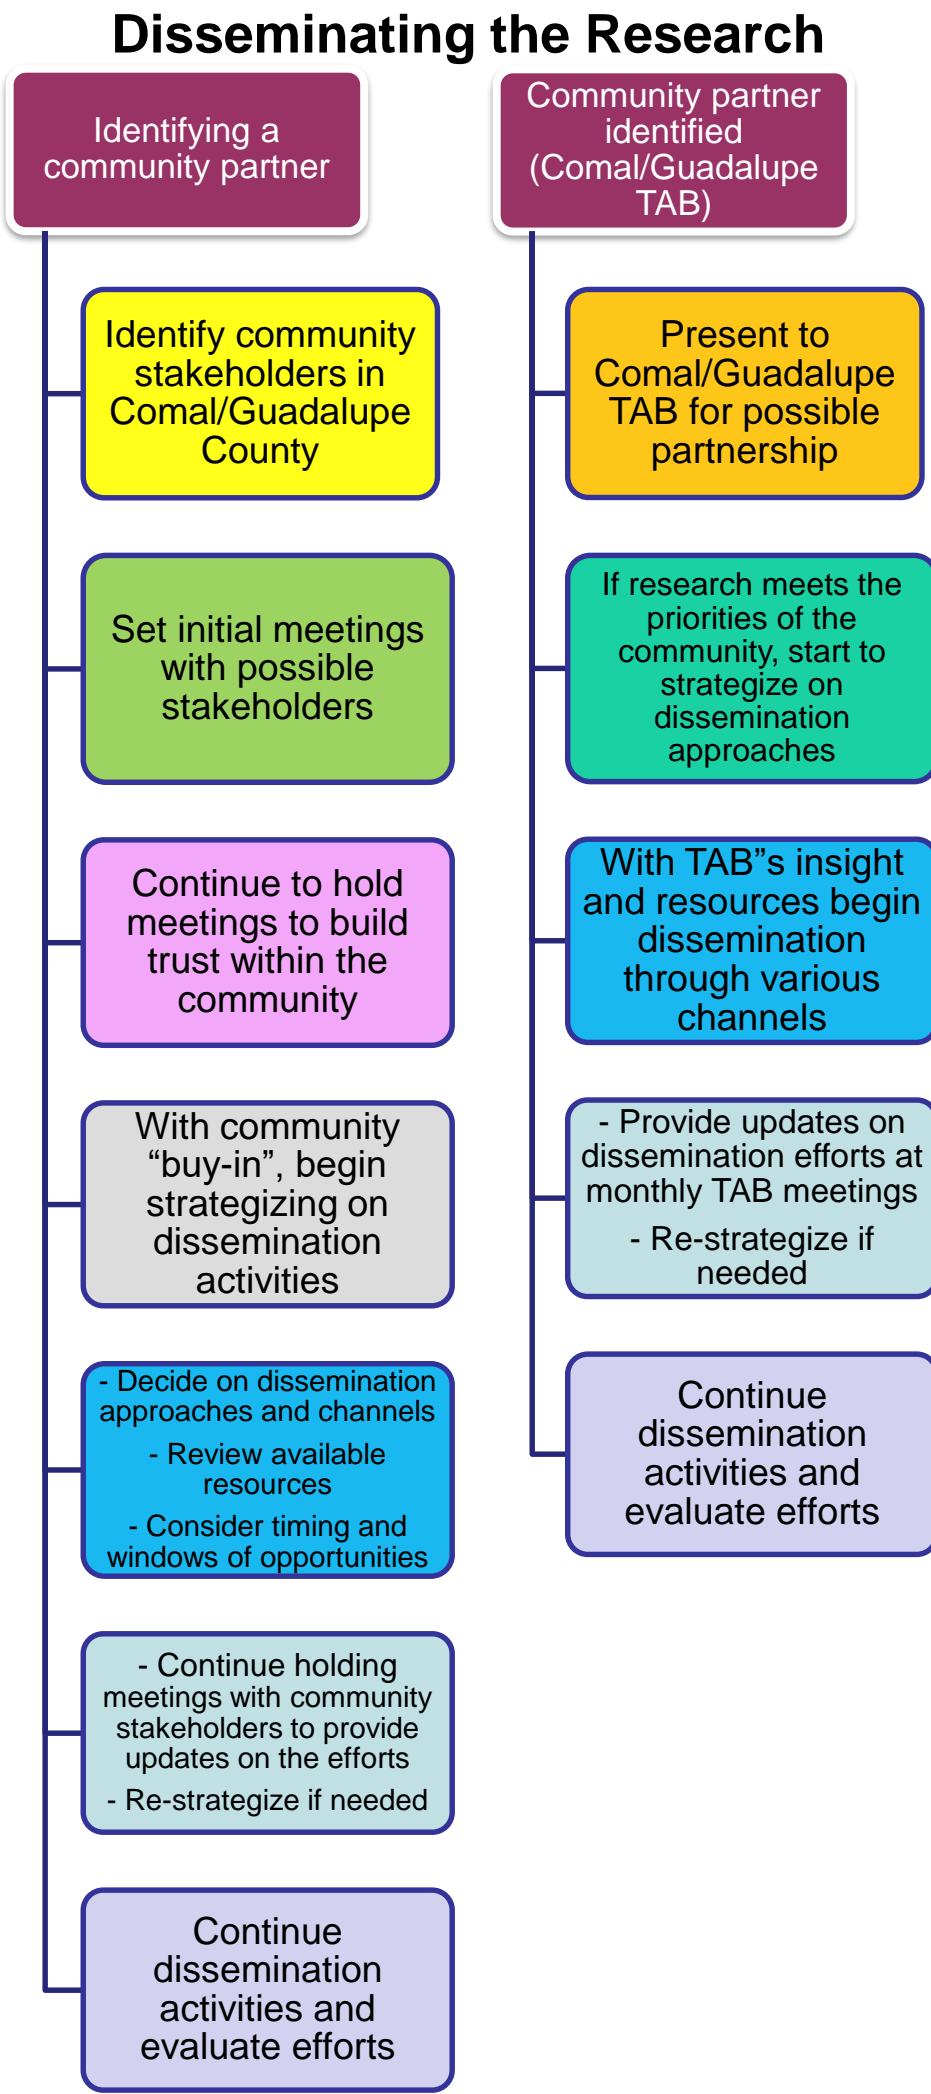 Disseminating the Research
Identifying a
community partner
Identify community
stakeholders in
Comal/Guadalupe
County
Set initial meetings
with possible
stakeholders
Continue to hold
meetings to build
trust within the
community
With community
“buy-in”, begin
strategizing on
dissemination
activities
- Decide on dissemination
approaches and channels
- Review available
resources
- Consider timing and
windows of opportunities
- Continue holding
meetings with community
stakeholders to provide
updates on the efforts
- Re-strategize if needed
Continue
dissemination
activities and
evaluate efforts
Community partner
identified
(Comal/Guadalupe
TAB)
Present to
Comal/Guadalupe
TAB for possible
partnership
If research meets the
priorities of the
community, start to
strategize on
dissemination
approaches
With TAB”s insight
and resources begin
dissemination
through various
channels
- Provide updates on
dissemination efforts at
monthly TAB meetings
- Re-strategize if
needed
Continue
dissemination
activities and
evaluate efforts